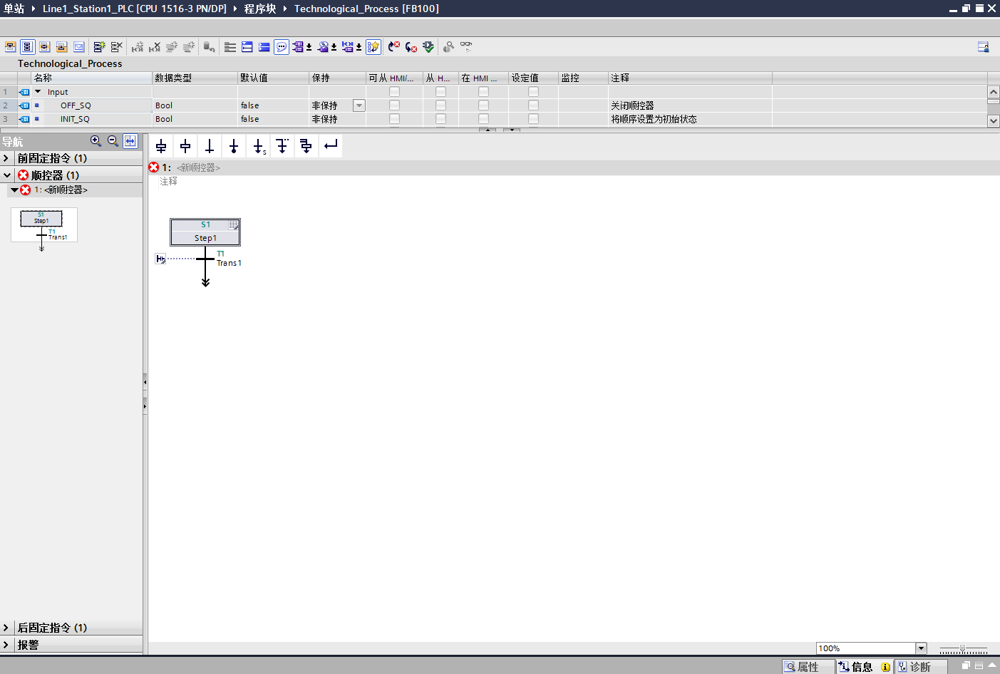 单站 Line1_Station1_PLC [CPU 1516-3 PN/DP] 程序块 Technological_Process [FB100]
Technological_Process
名称 数据类型 默认值 保持 可从 HMI/... 从 H... 在 HMI ... 设定值 监控 注释
1 Input
2 OFF_SQ Bool false 非保持 关闭顺控器
3 INIT_SQ Bool false 非保持 将顺序设置为初始状态
导航
前固定指令 (1)
顺控器 (1)
1: <新顺控器>
S1
Step1
T1
Trans1
后固定指令 (1)
报警
S
1: <新顺控器>
注释
S1
Step1
T1
Trans1
100%
属性 信息 诊断